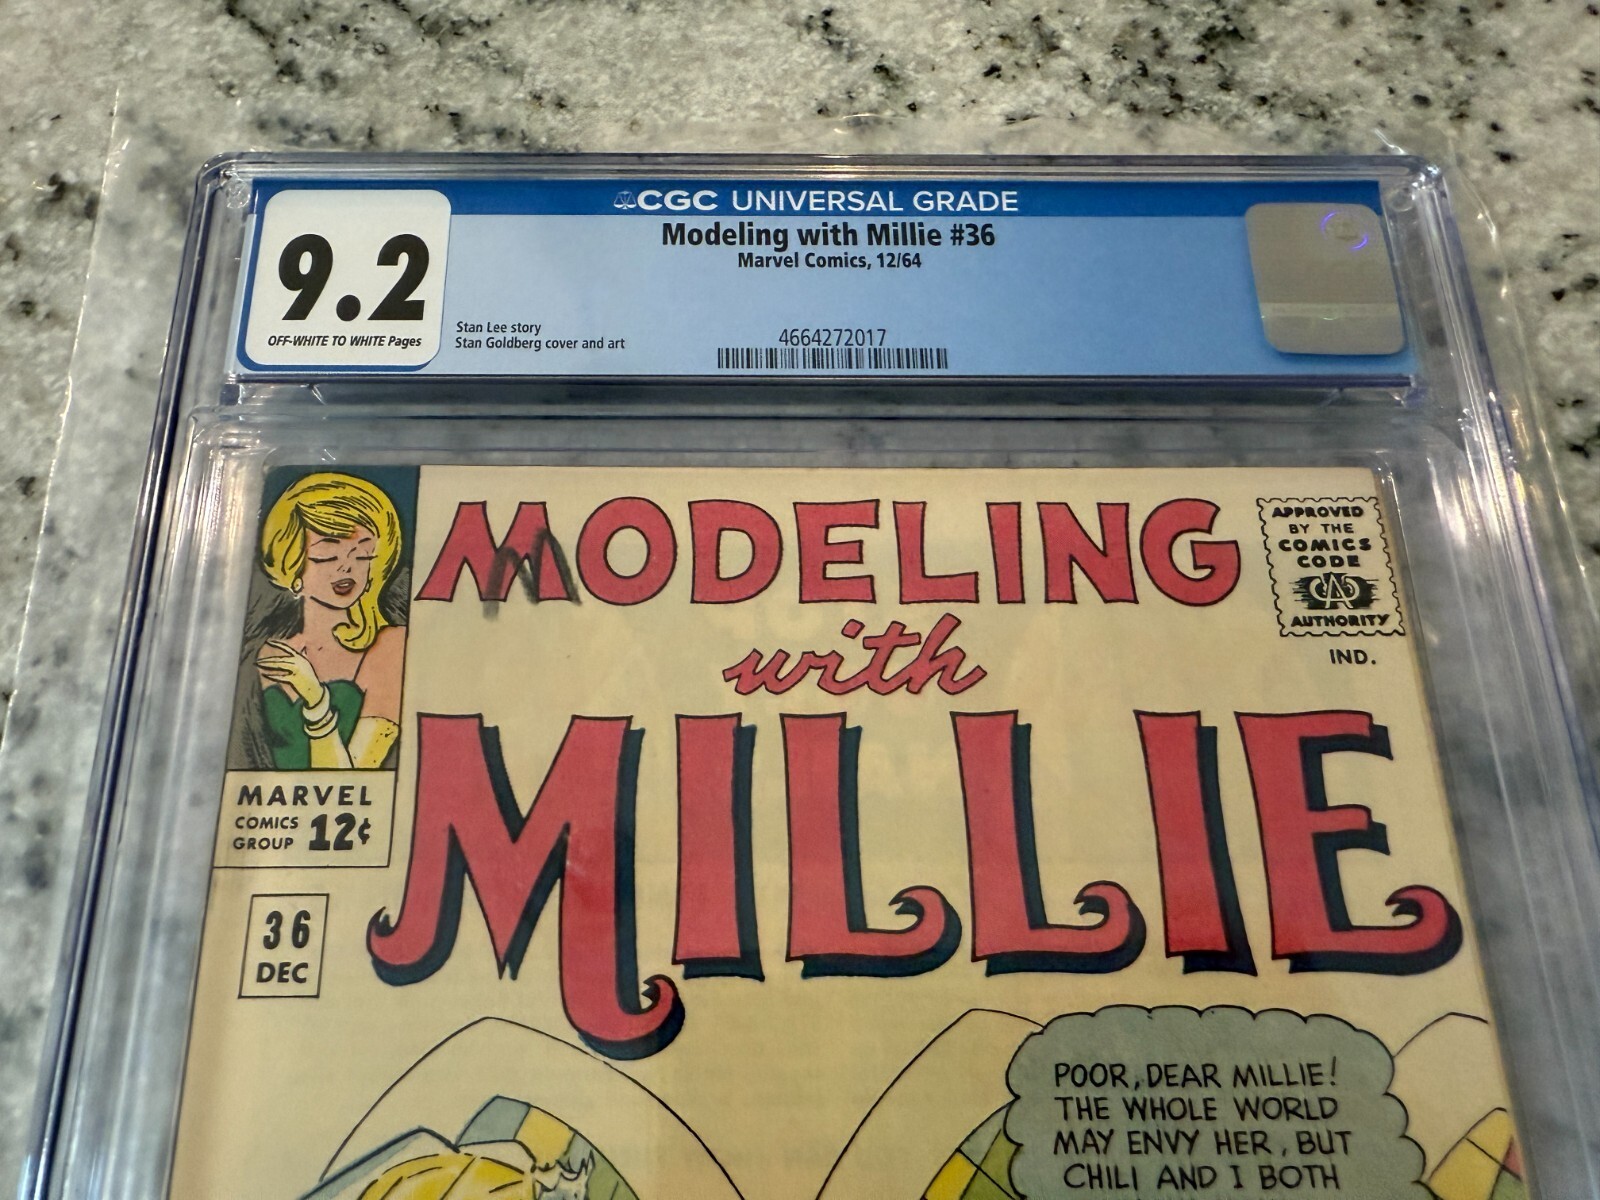 CGC UNIVERSAL GRADE
9.2
OFF-WHITE TO WHITE Pages
Modeling with Millie #36
Marvel Comics, 12/64
Stan Lee story
Stan Goldberg cover and art
4664272017
MODELING
with
MILLIE
M
APPROVED
BY THE
COMICS
CODE
CA
AUTHORITY
IND.
MARVEL
COMICS
GROUP 12¢
36
DEC
POOR, DEAR MILLIE!
THE WHOLE WORLD
MAY ENVY HER, BUT
CHILI AND I BOTH